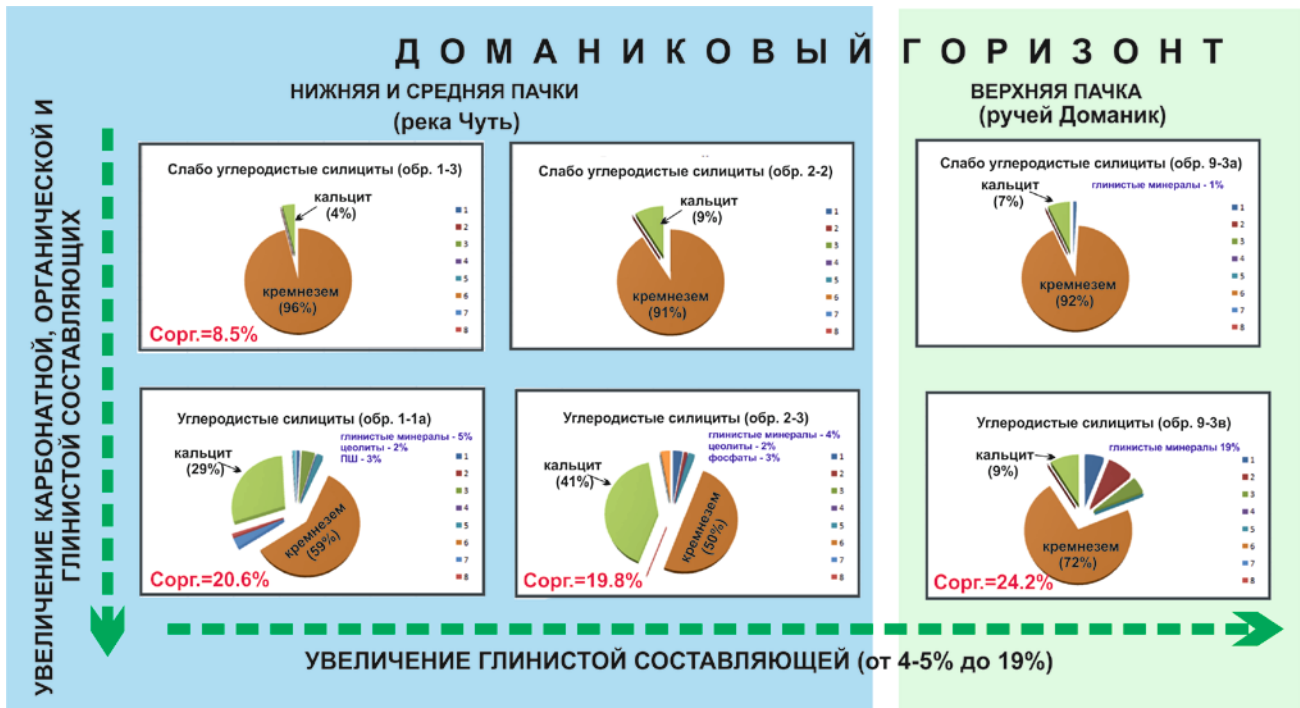 ДОМАНИКОВЫЙ ГОРИЗОНТ
НИЖНЯЯ И СРЕДНЯЯ ПАЧКИ
(река Чуть)
ВЕРХНЯЯ ПАЧКА
(ручей Доманик)
УВЕЛИЧЕНИЕ КАРБОНАТНОЙ, ОРГАНИЧЕСКОЙ И
ГЛИНИСТОЙ СОСТАВЛЯЮЩИХ
Слабо углеродистые силициты (обр. 1-3)
кальцит
(4%)
кремнезем
(96%)
Сорг.=8.5%
1
2
3
4
5
6
7
8
Слабо углеродистые силициты (обр. 2-2)
кальцит
(9%)
кремнезем
(91%)
1
2
3
4
5
6
7
8
Слабо углеродистые силициты (обр. 9-3а)
кальцит
(7%)
глинистые минералы - 1%
кремнезем
(92%)
1
2
3
4
5
6
7
8
Углеродистые силициты (обр. 1-1а)
глинистые минералы - 5%
цеолиты - 2%
ПШ - 3%
кальцит
(29%)
кремнезем
(59%)
Сорг.=20.6%
1
2
3
4
5
6
7
8
Углеродистые силициты (обр. 2-3)
глинистые минералы - 4%
цеолиты - 2%
фосфаты - 3%
кальцит
(41%)
кремнезем
(50%)
Сорг.=19.8%
1
2
3
4
5
6
7
8
Углеродистые силициты (обр. 9-3в)
глинистые минералы 19%
кальцит
(9%)
кремнезем
(72%)
Сорг.=24.2%
1
2
3
4
5
6
7
8
УВЕЛИЧЕНИЕ ГЛИНИСТОЙ СОСТАВЛЯЮЩЕЙ (от 4-5% до 19%)